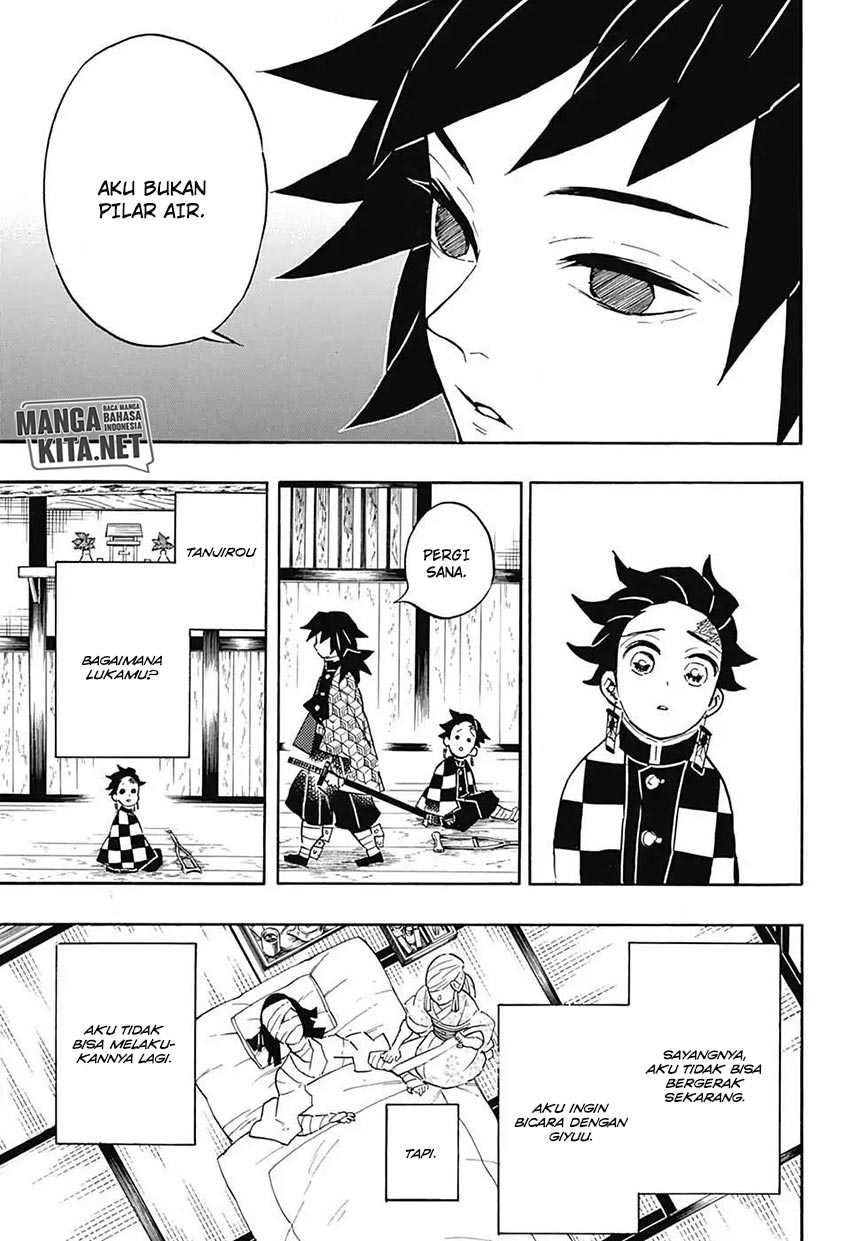 AKU BUKAN
PILAR AIR.
MANGA
KITA.NET
BACA MANGA
BAHASA
INDONESIA
PERGI
SANA.
TANJIROU
BAGAIMANA
LUKAMU?
SAYANGNYA,
AKU TIDAK BISA
BERGERAK
SEKARANG.
AKU INGIN
BICARA DENGAN
GIYUU.
TAPI.
AKU TIDAK
BISA MELAKU-
KANNYA LAGI.